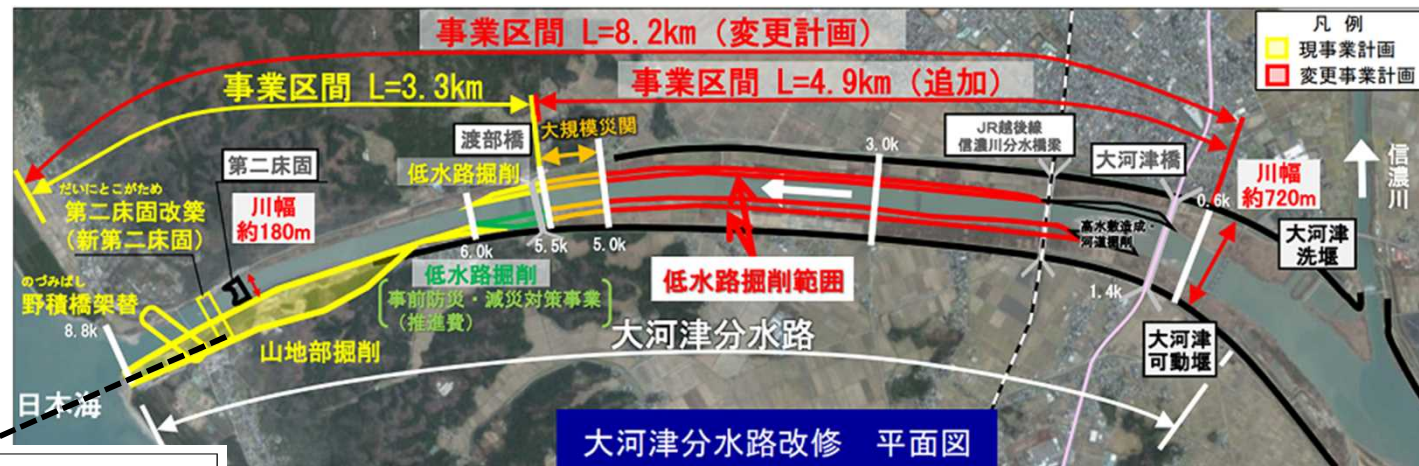 事業区間 L=8.2km（変更計画）
凡 例
現事業計画
変更事業計画
事業区間 L=3.3km
事業区間 L=4.9km（追加）
渡部橋
大規模災関
JR越後線
信濃川分水橋梁
3.0k
大河津橋
信濃川
第二床固
低水路掘削
川幅
約720m
0.6k
だいにとこがため
第二床固改築
（新第二床固）
川幅
約180m
6.0k
5.5k
5.0k
高水敷造成・
河道掘削
大河津
洗堰
低水路掘削
事前防災・減災対策事業
（推進費）
低水路掘削範囲
1.4k
のづみばし
野積橋架替
8.8k
山地部掘削
大河津分水路
大河津
可動堰
日本海
大河津分水路改修 平面図